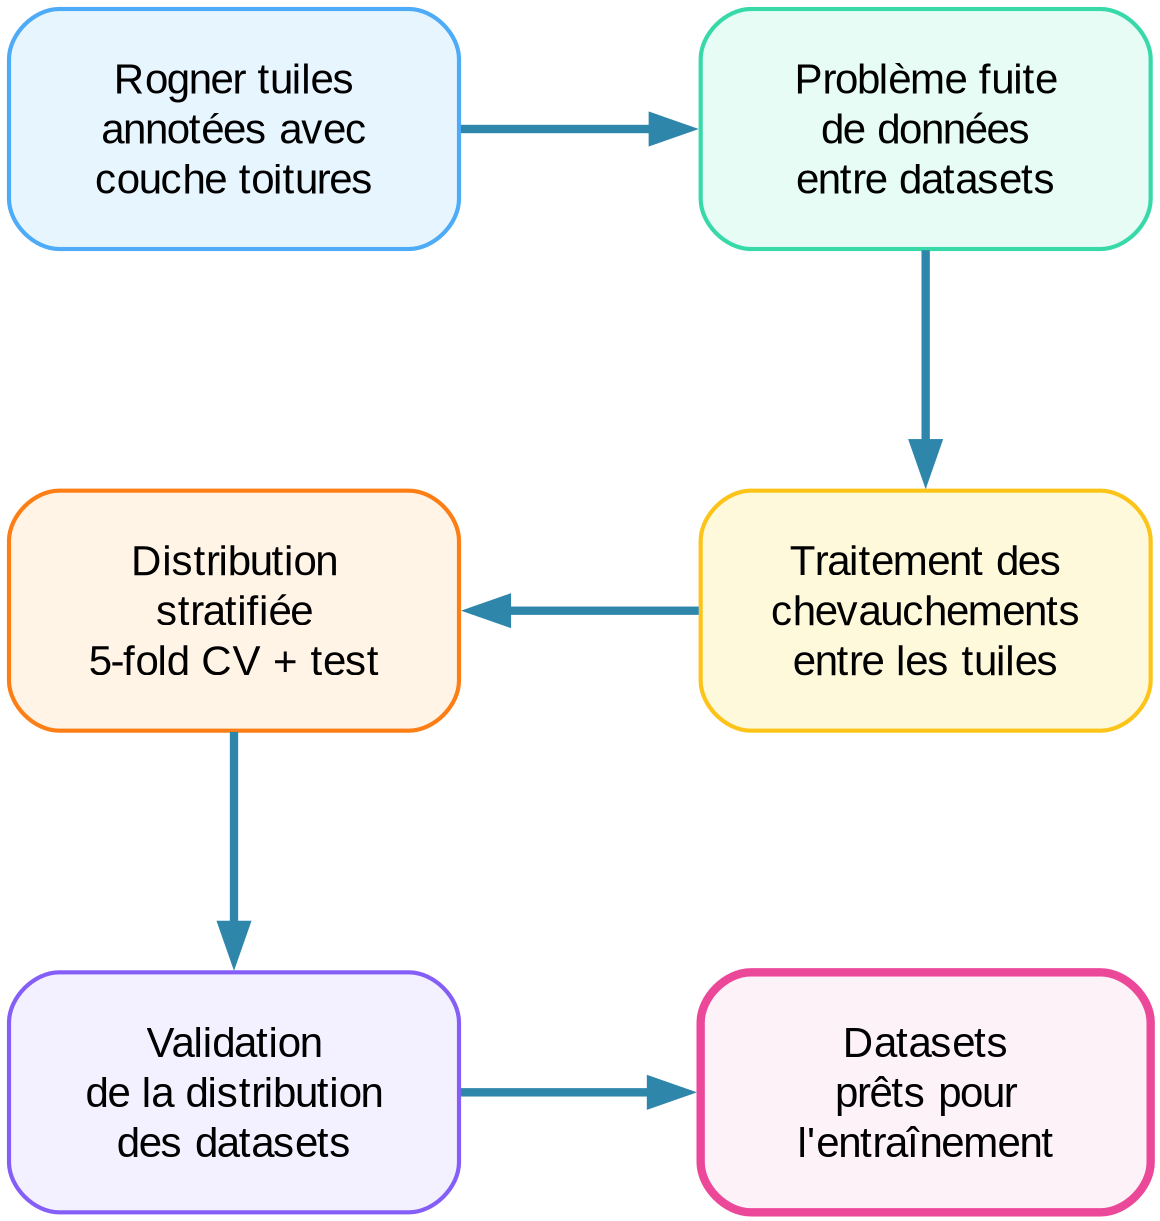 Rogner tuiles
annotées avec
couche toitures
Problème fuite
de données
entre datasets
Traitement des
chevauchements
entre les tuiles
Distribution
stratifiée
5-fold CV + test
Validation
de la distribution
des datasets
Datasets
prêts pour
l'entraînement